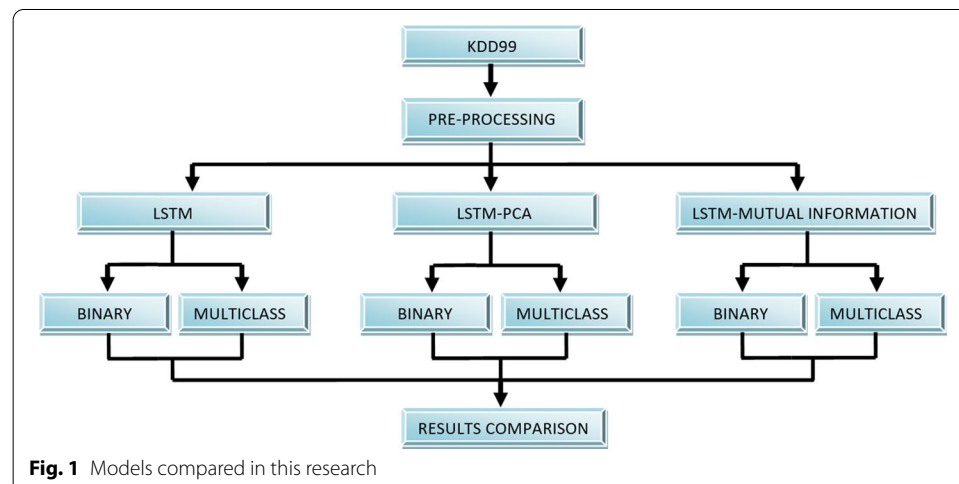 KDD99
PRE-PROCESSING
LSTM
LSTM-PCA
LSTM-MUTUAL INFORMATION
BINARY
MULTICLASS
BINARY
MULTICLASS
BINARY
MULTICLASS
RESULTS COMPARISON
Fig. 1 Models compared in this research